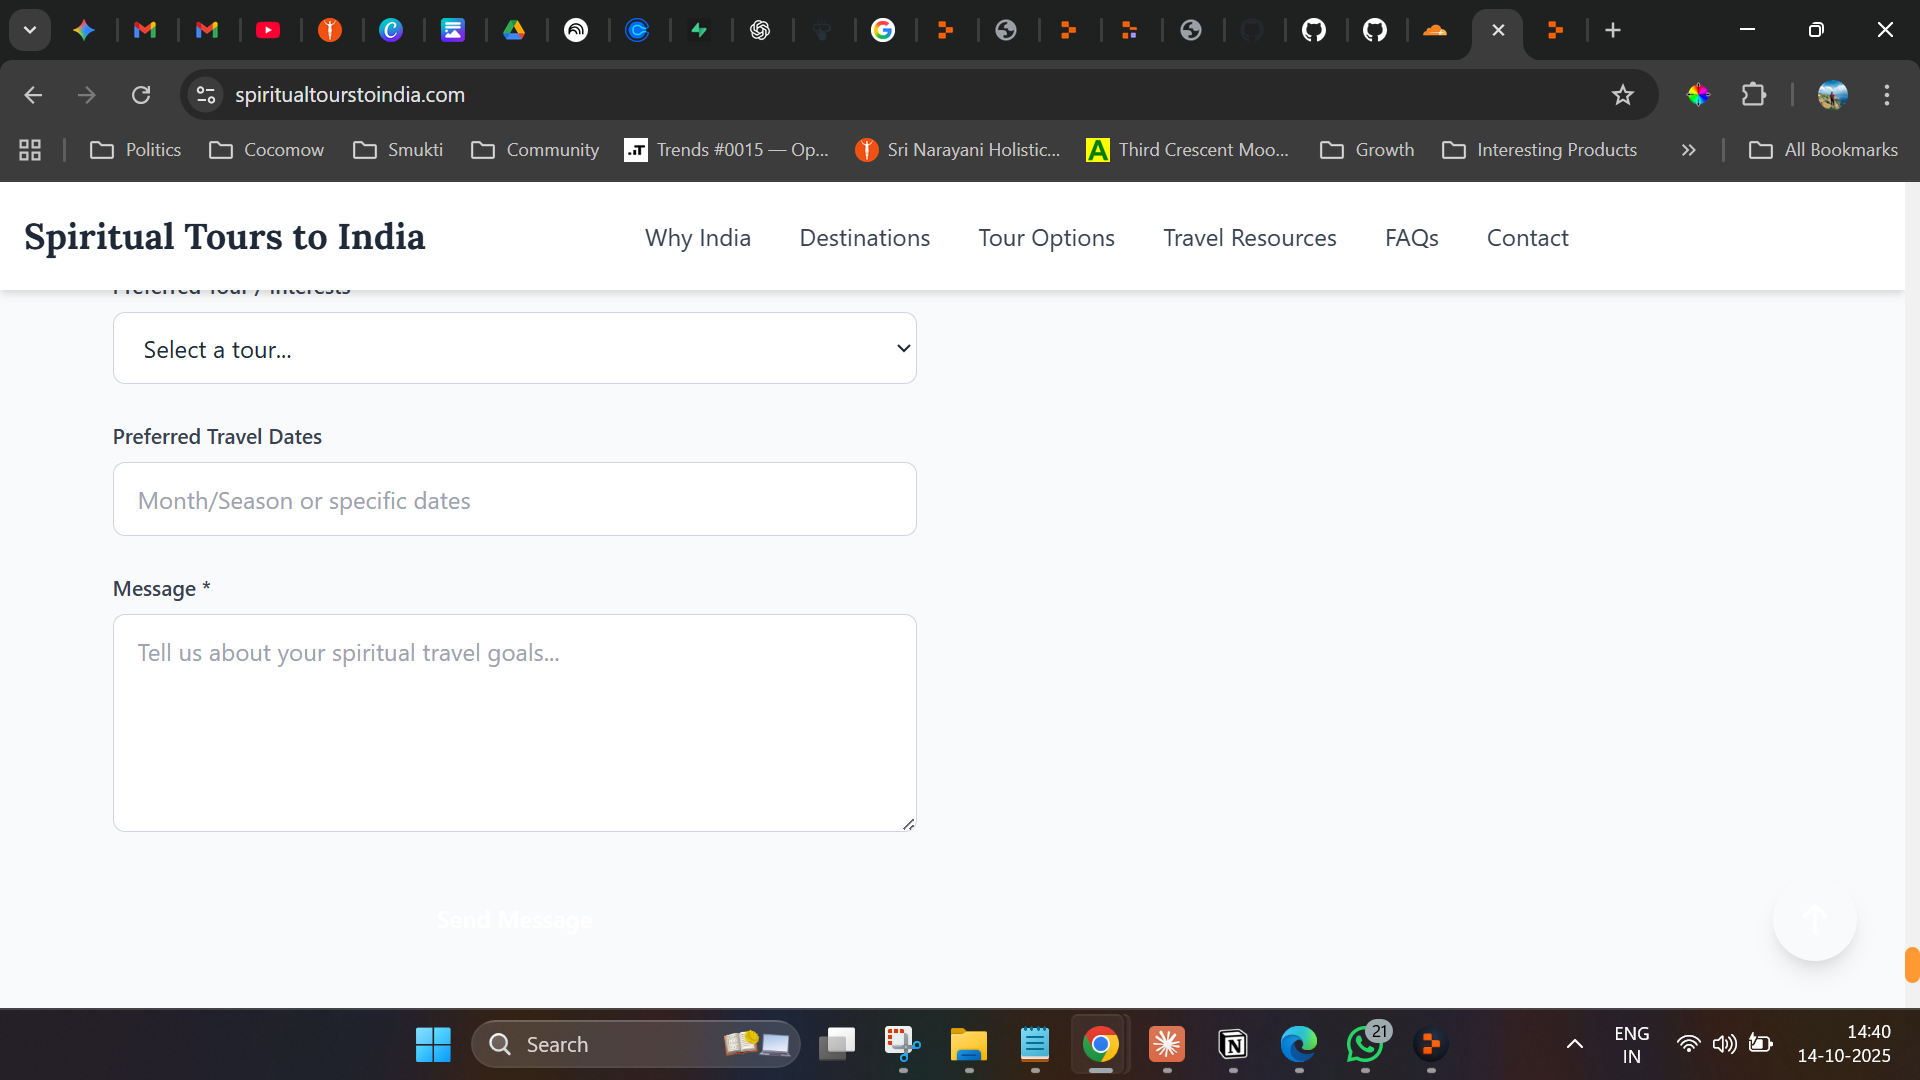 spiritualtourstoindia.com
Politics
Cocomow
Smukti
Community
.T Trends #0015 — Op...
Sri Narayani Holistic...
A Third Crescent Moo...
Growth
Interesting Products
»
All Bookmarks
Spiritual Tours to India
Why India
Destinations
Tour Options
Travel Resources
FAQs
Contact
Preferred Tour / Interests
Select a tour...
Preferred Travel Dates
Month/Season or specific dates
Message *
Tell us about your spiritual travel goals...
Send Message
Search
21
ENG
IN
14:40
14-10-2025